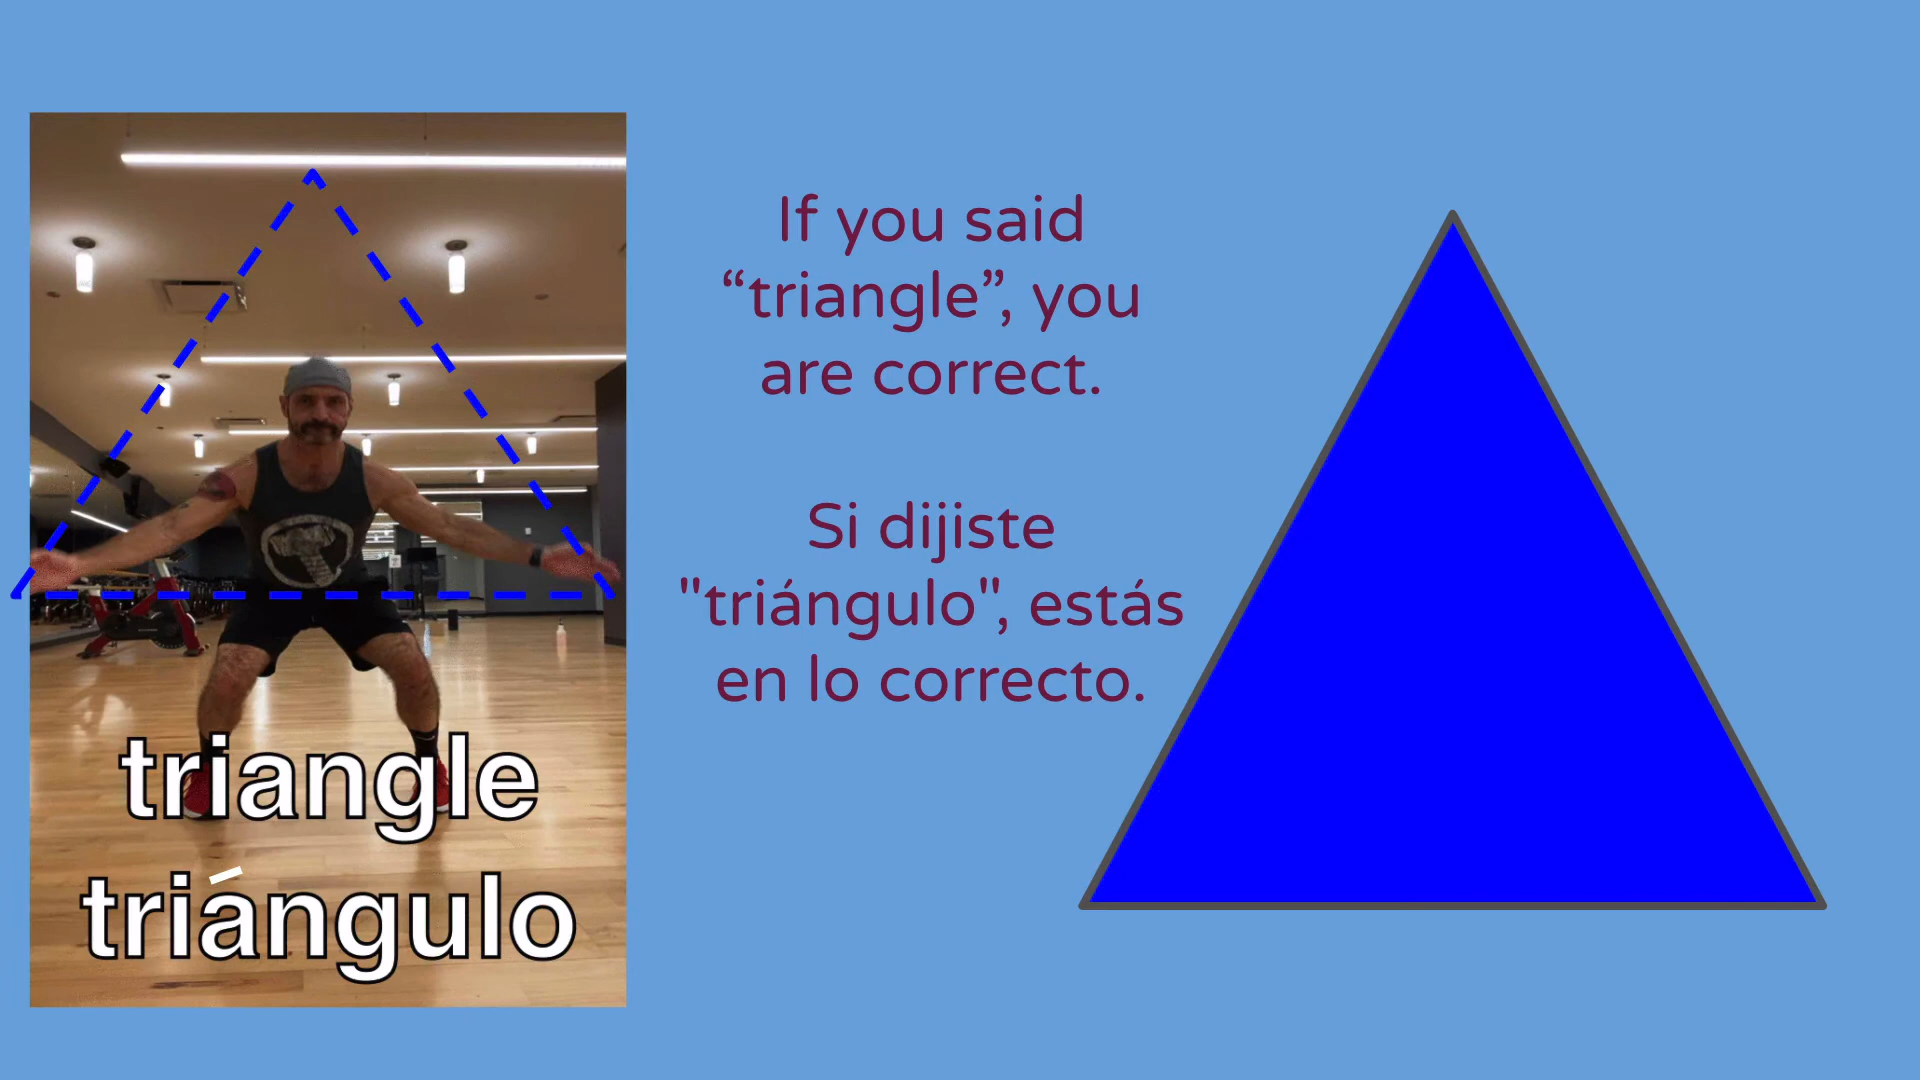 If you said
“triangle”, you
are correct.
Si dijiste
"triángulo", estás
en lo correcto.
triangle
triángulo